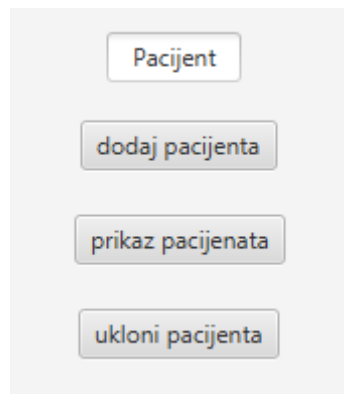 Pacijent
dodaj pacijenta
prikaz pacijenata
ukloni pacijenta